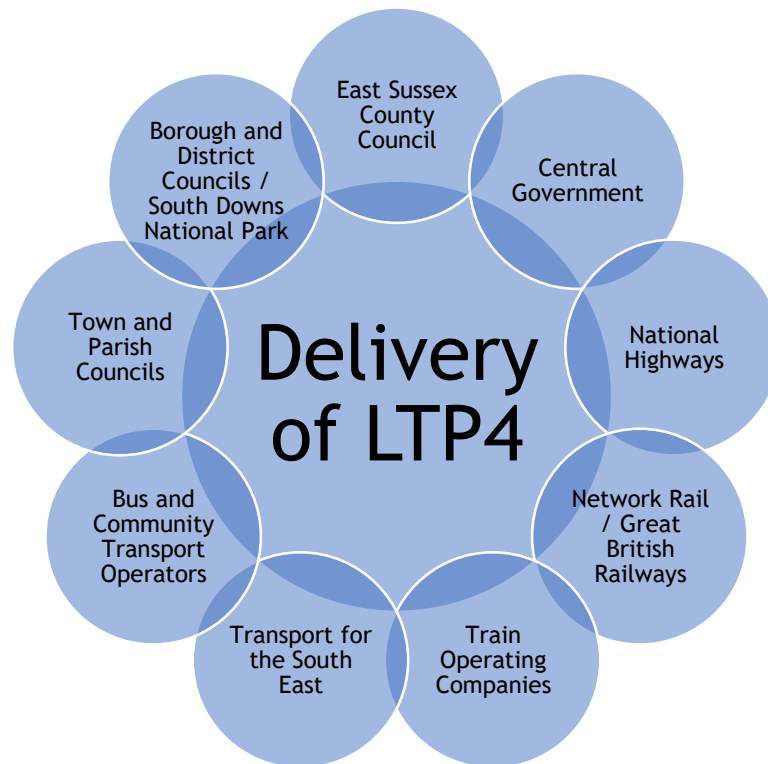 East Sussex
County
Council
Central
Government
National
Highways
Network Rail
/ Great
British
Railways
Train
Operating
Companies
Transport for
the South
East
Bus and
Community
Transport
Operators
Town and
Parish
Councils
Borough and
District
Councils /
South Downs
National Park
Delivery
of LTP4